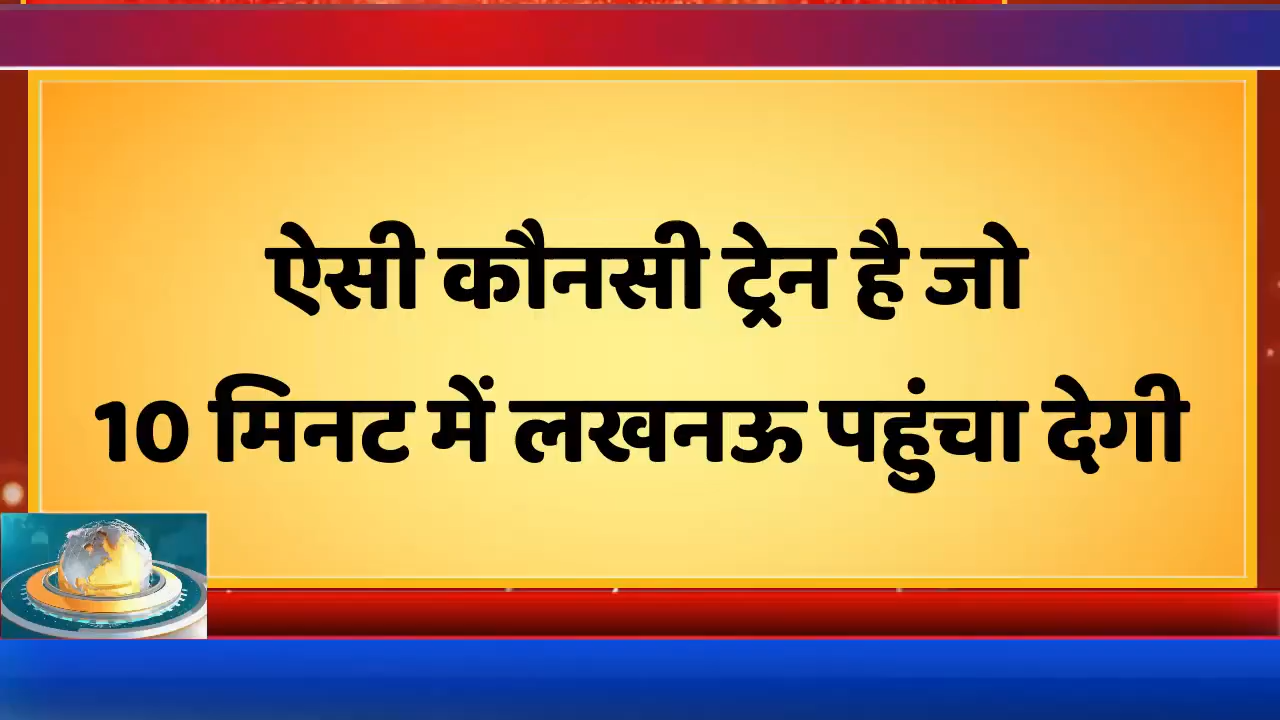 ऐसी कौनसी ट्रेन है जो
10 मिनट में लखनऊ पहुंचा देगी